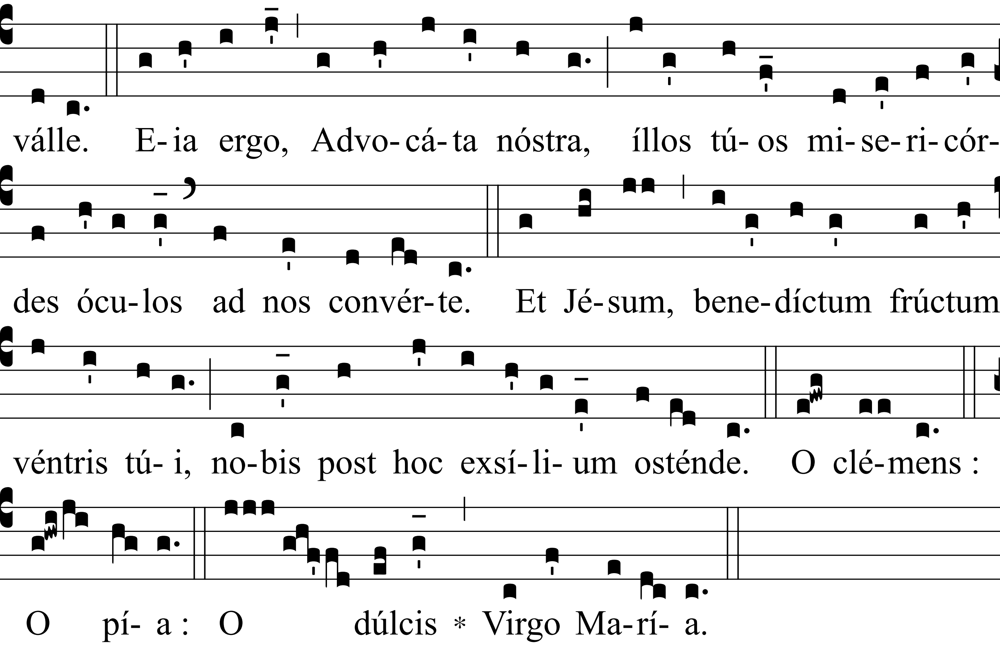 válle. E-ia ergo, Advo-cá-ta nóstra, íllos tú-os mi-se-ri-cór-
des ócu-los ad nos convér-te. Et Jé-sum, bene-díctum frúctum
véntris tú-i, no-bis post hoc exsí-li-um osténde. O clé-mens :
O pí-a : O dúlcis * Virgo Ma-rí-a.